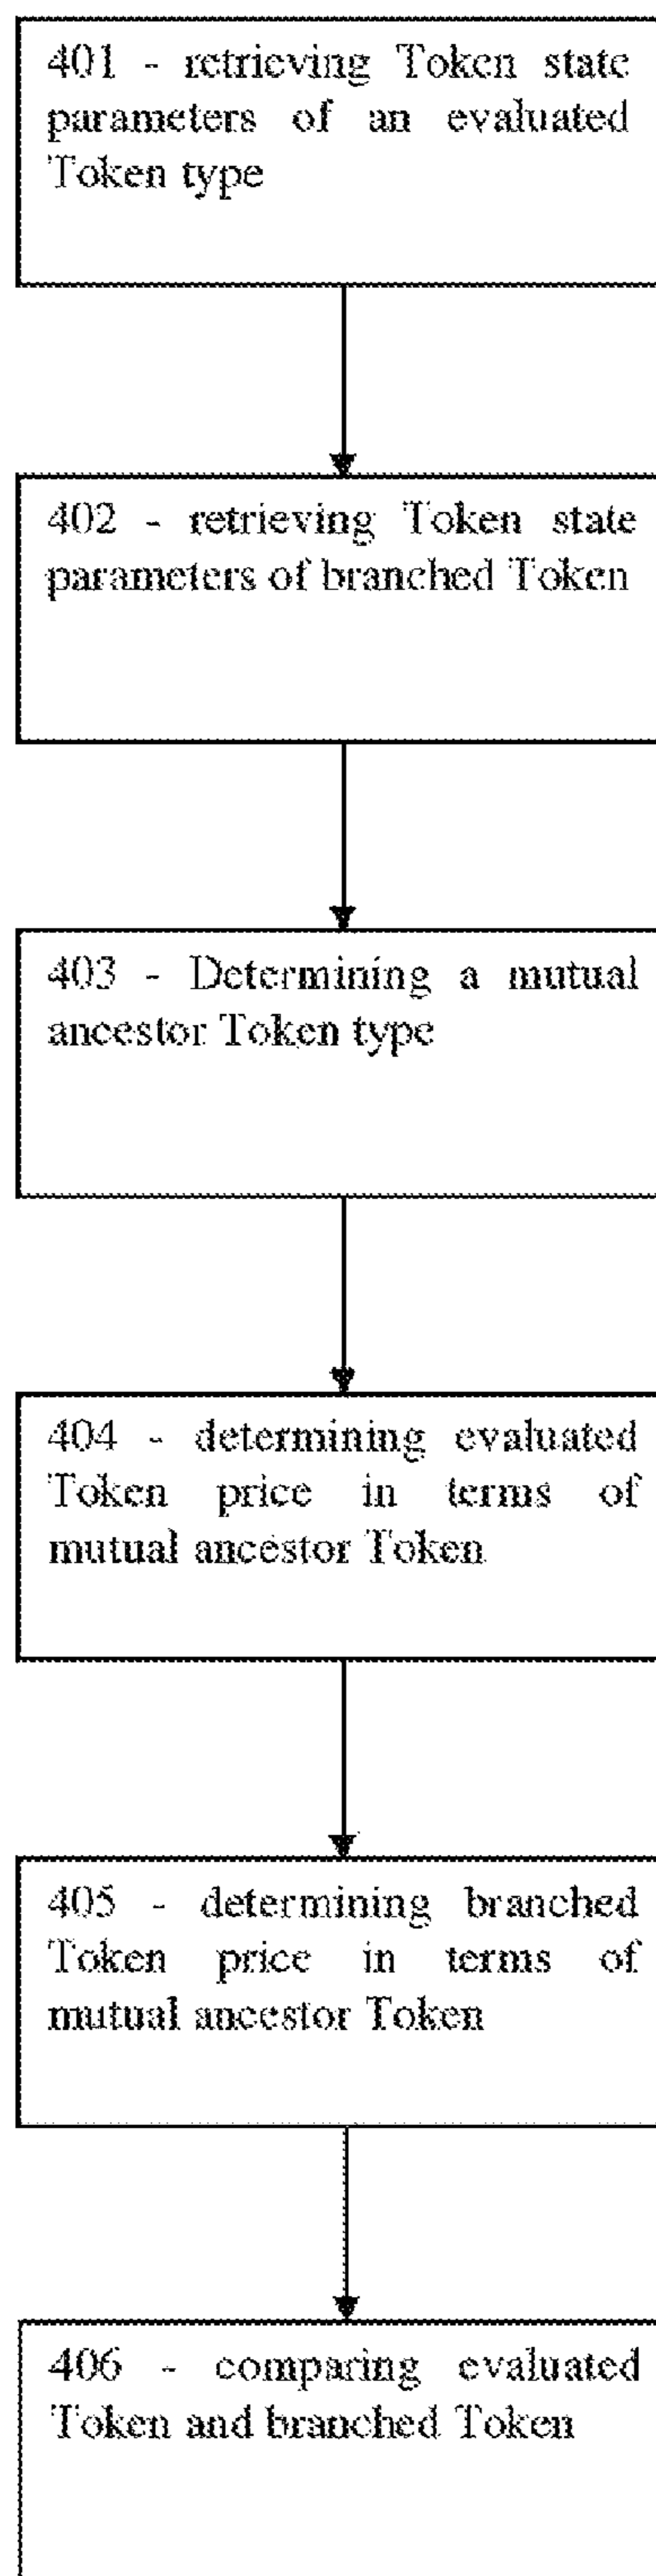 401 - retrieving Token state
parameters of an evaluated
Token type
402 - retrieving Token state
parameters of branched Token
403 - Determining a mutual
ancestor Token type
404 - determining evaluated
Token price in terms of
mutual ancestor Token
405 - determining branched
Token price in terms of
mutual ancestor Token
406 - comparing evaluated
Token and branched Token